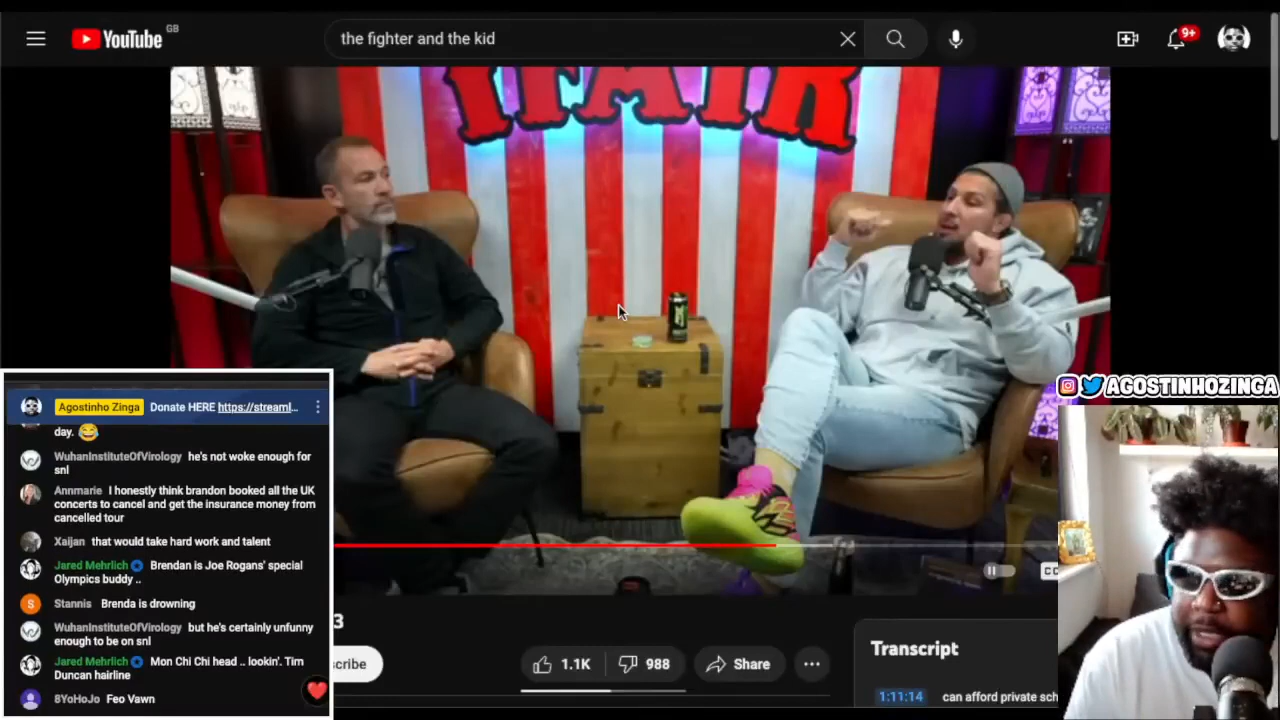 YouTube GB
the fighter and the kid
9+
TFATK
Agostinho Zinga Donate HERE https://streaml...
day. 😂
WuhanInstituteOfVirology he's not woke enough for
snl
Annmarie I honestly think brandon booked all the UK
concerts to cancel and get the insurance money from
cancelled tour
Xaijan that would take hard work and talent
Jared Mehrlich Brendan is Joe Rogans' special
Olympics buddy ..
S Stannis Brenda is drowning
WuhanInstituteOfVirology but he's certainly unfunny
enough to be on snl
Jared Mehrlich Mon Chi Chi head .. lookin'. Tim
Duncan hairline
8YoHoJo Feo Vawn
AGOSTINHOZINGA
CC
3
cribe
1.1K
988
Share
Transcript
1:11:14 can afford private sch